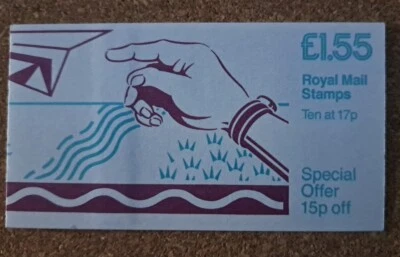 £1.55
Royal Mail
Stamps
Ten at 17p
Special
Offer
15p off